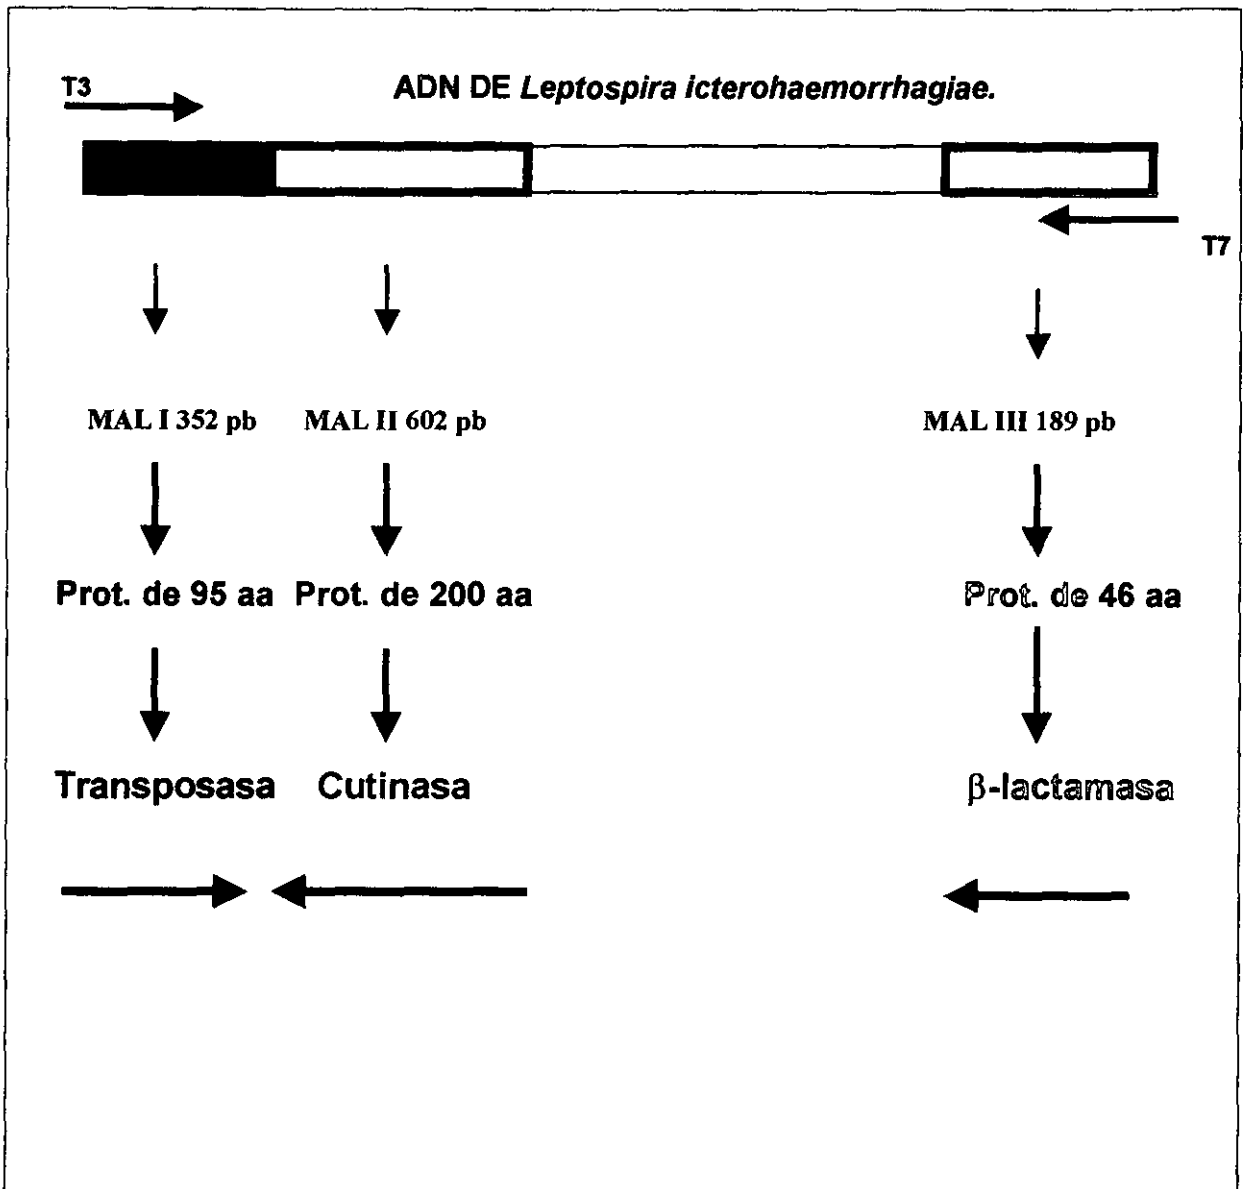 T3
ADN DE Leptospira icterohaemorrhagiae.
T7
MAL I 352 pb MAL II 602 pb MAL III 189 pb
Prot. de 95 aa Prot. de 200 aa Prot. de 46 aa
Transposasa Cutinasa β-lactamasa